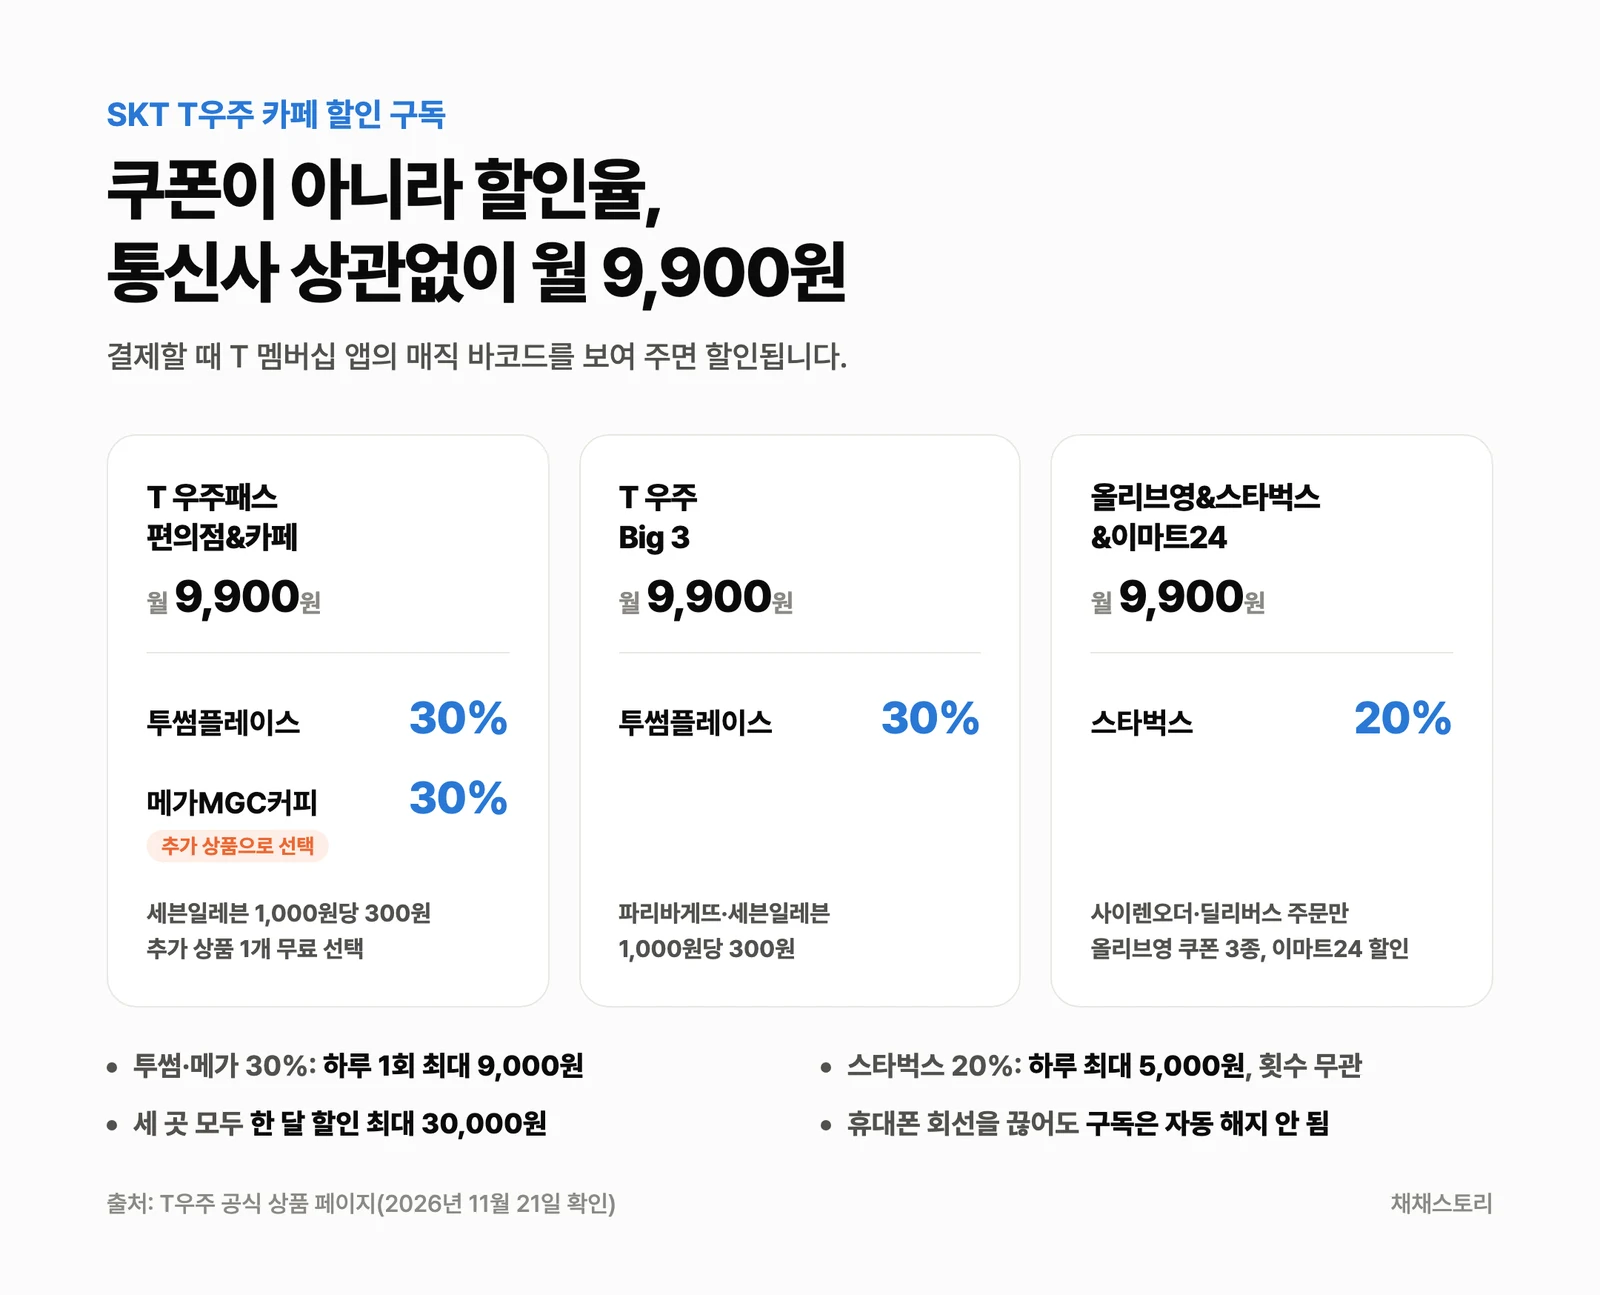 SKT T우주 카페 할인 구독
쿠폰이 아니라 할인율,
통신사 상관없이 월 9,900원
결제할 때 T 멤버십 앱의 매직 바코드를 보여 주면 할인됩니다.
T 우주패스
편의점&카페
월 9,900원
투썸플레이스 30%
메가MGC커피 30%
추가 상품으로 선택
세븐일레븐 1,000원당 300원
추가 상품 1개 무료 선택
T 우주
Big 3
월 9,900원
투썸플레이스 30%
파리바게뜨·세븐일레븐
1,000원당 300원
올리브영&스타벅스
&이마트24
월 9,900원
스타벅스 20%
사이렌오더·딜리버스 주문만
올리브영 쿠폰 3종, 이마트24 할인
• 투썸·메가 30%: 하루 1회 최대 9,000원
• 세 곳 모두 한 달 할인 최대 30,000원
• 스타벅스 20%: 하루 최대 5,000원, 횟수 무관
• 휴대폰 회선을 끊어도 구독은 자동 해지 안 됨
출처: T우주 공식 상품 페이지(2026년 11월 21일 확인)
채채스토리